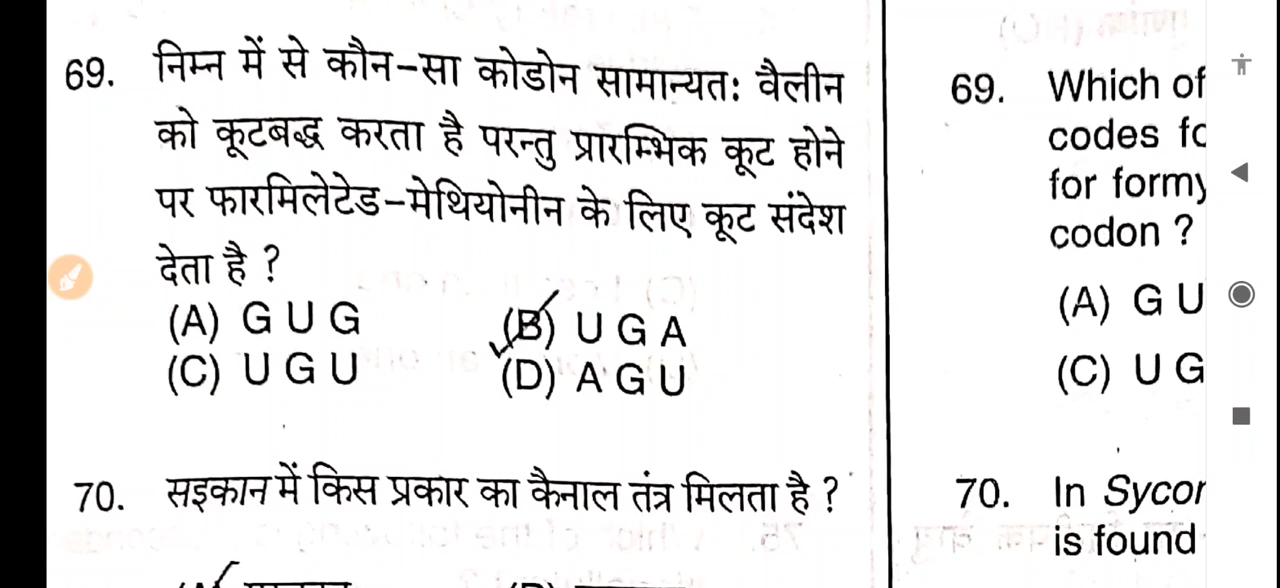 69. निम्न में से कौन-सा कोडोन सामान्यतः वैलीन
को कूटबद्ध करता है परन्तु प्रारम्भिक कूट होने
पर फारमिलेटेड-मेथियोनीन के लिए कूट संदेश
देता है ?
(A) G U G (B) U G A
(C) U G U (D) A G U
70. सइकान में किस प्रकार का कैनाल तंत्र मिलता है ?
69. Which of
codes fo
for formy
codon ?
(A) G U
(C) U G
70. In Sycor
is found